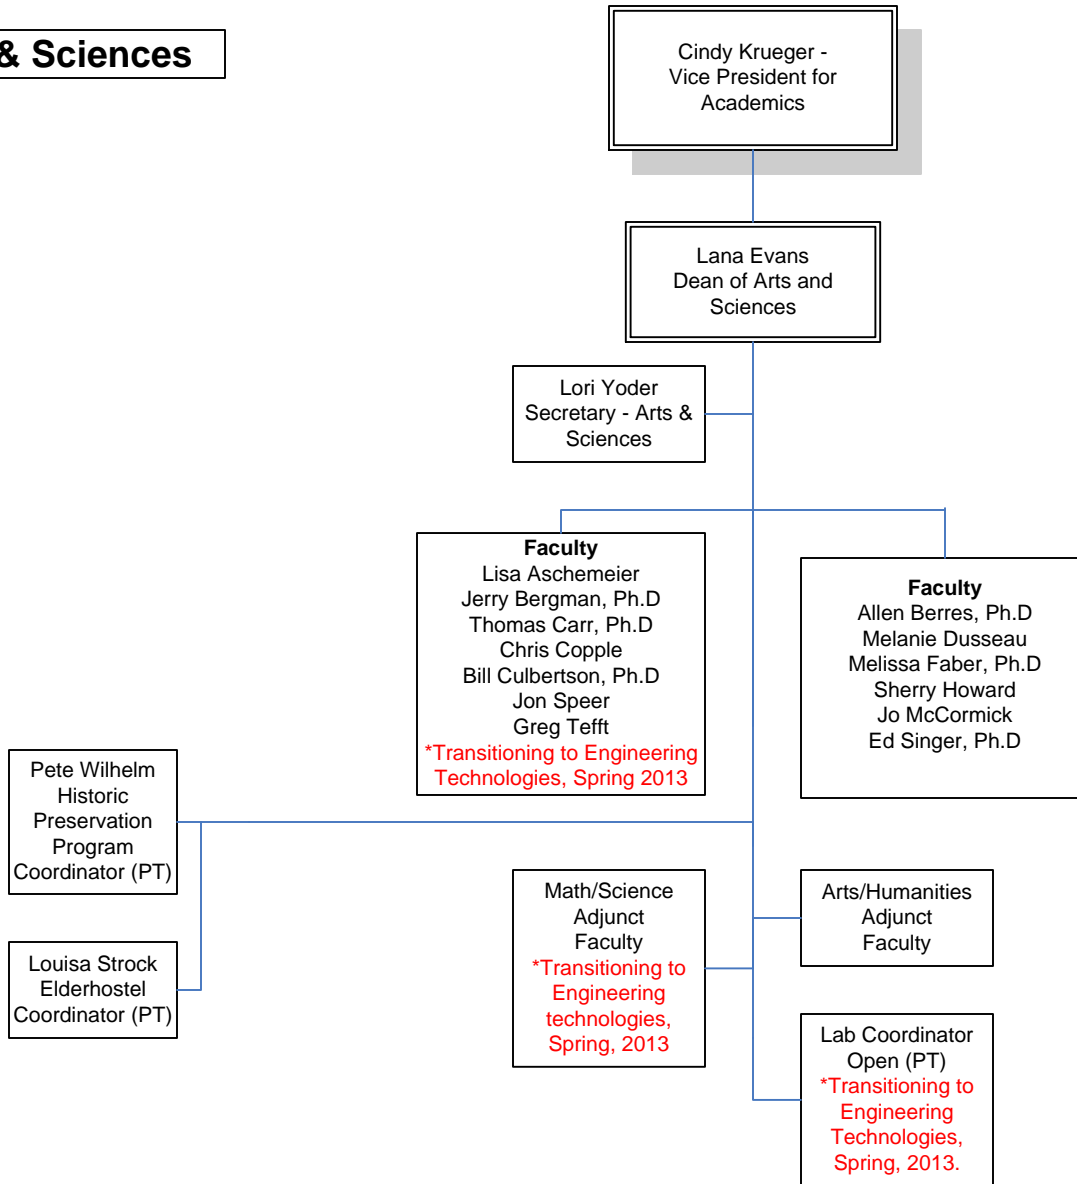 & Sciences
Cindy Krueger -
Vice President for
Academics
Lana Evans
Dean of Arts and
Sciences
Lori Yoder
Secretary - Arts &
Sciences
Faculty
Lisa Aschemeier
Jerry Bergman, Ph.D
Thomas Carr, Ph.D
Chris Copple
Bill Culbertson, Ph.D
Jon Speer
Greg Tefft
*Transitioning to Engineering
Technologies, Spring 2013
Faculty
Allen Berres, Ph.D
Melanie Dusseau
Melissa Faber, Ph.D
Sherry Howard
Jo McCormick
Ed Singer, Ph.D
Pete Wilhelm
Historic
Preservation
Program
Coordinator (PT)
Louisa Strock
Elderhostel
Coordinator (PT)
Math/Science
Adjunct
Faculty
*Transitioning to
Engineering
technologies,
Spring, 2013
Arts/Humanities
Adjunct
Faculty
Lab Coordinator
Open (PT)
*Transitioning to
Engineering
Technologies,
Spring, 2013.